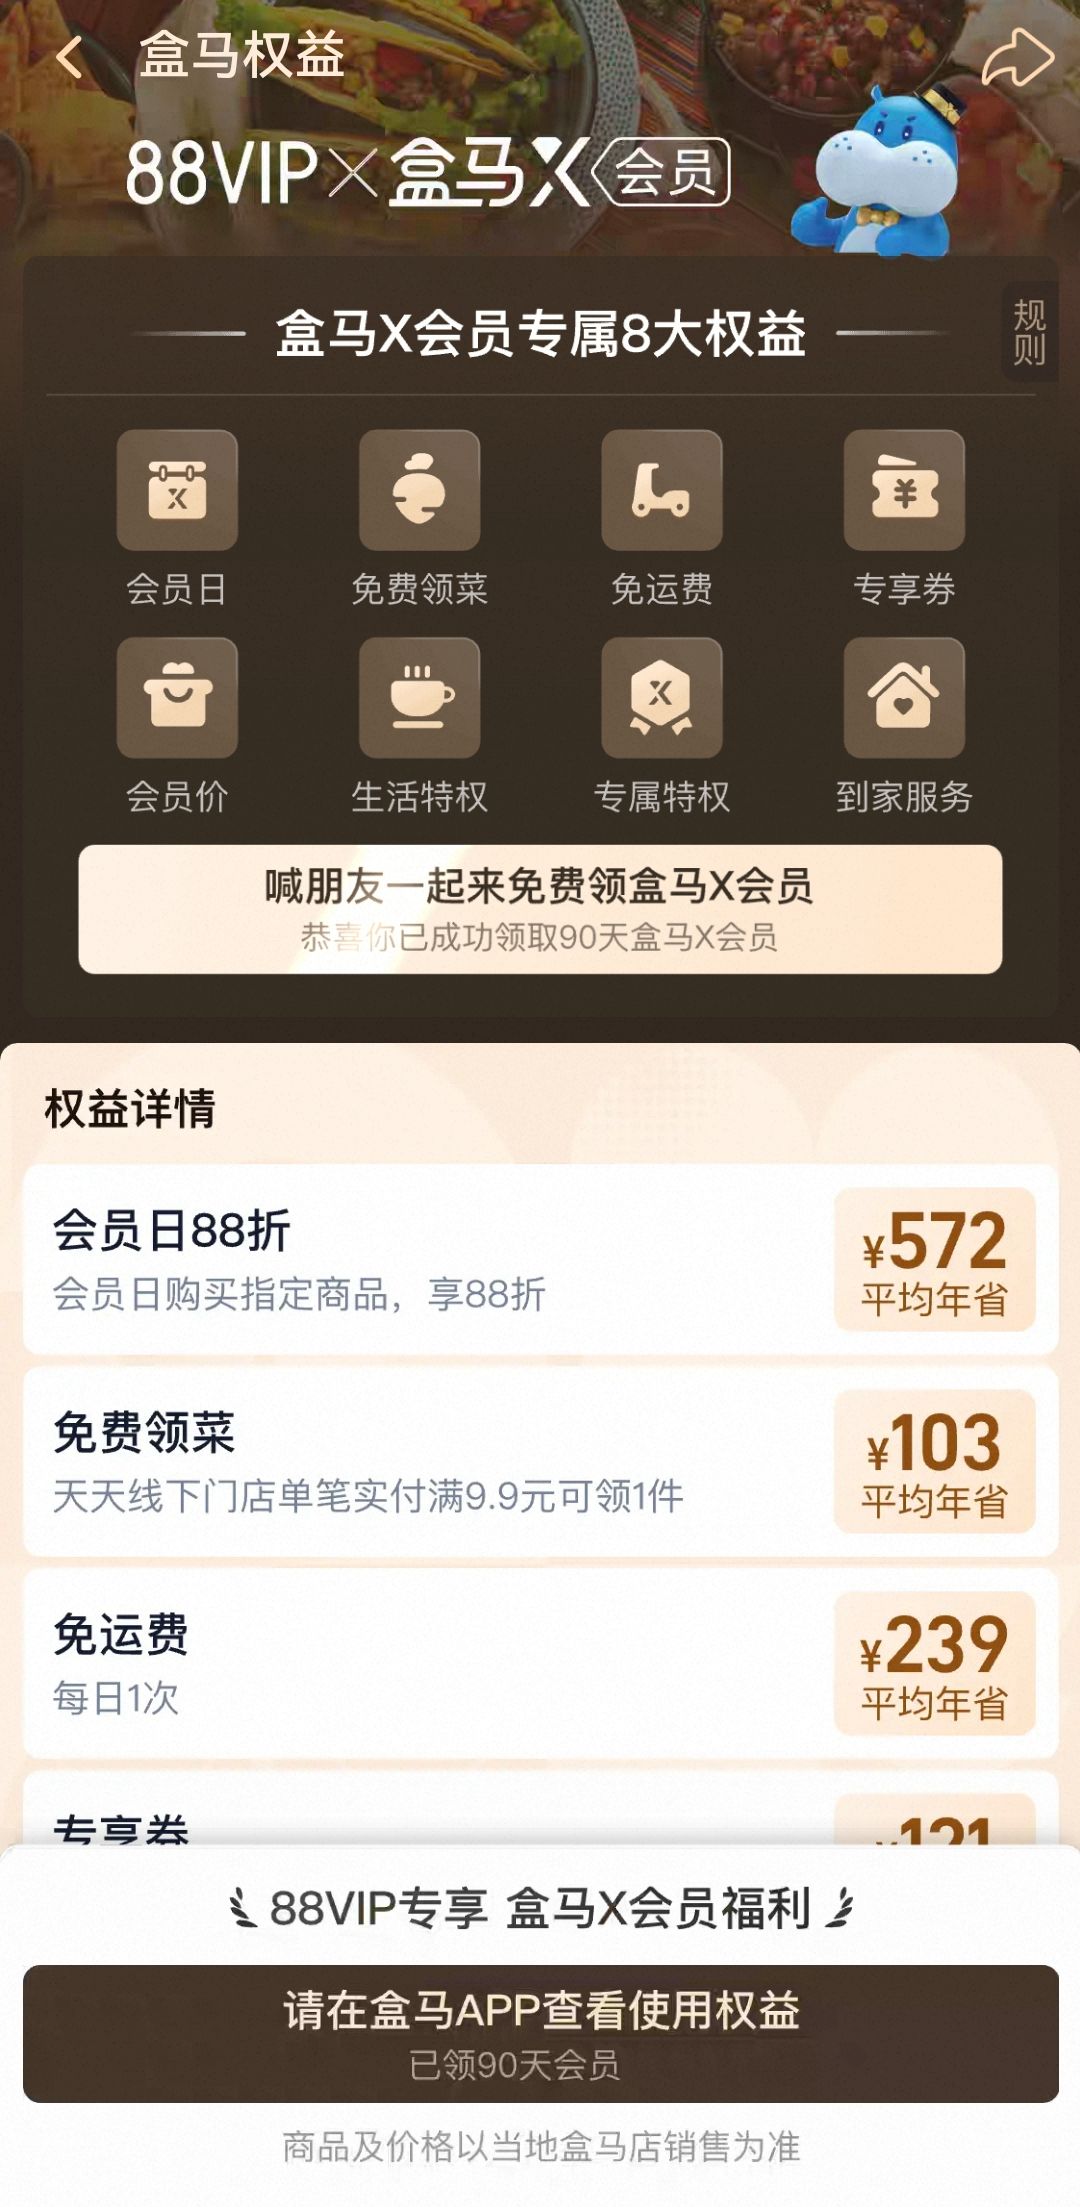 盒马权益
88VIP×盒马X会员
盒马X会员专属8大权益
规则
会员日
免费领菜
免运费
专享券
会员价
生活特权
专属特权
到家服务
喊朋友一起来免费领盒马X会员
恭喜你已成功领取90天盒马X会员
权益详情
会员日88折
会员日购买指定商品，享88折
¥572
平均年省
免费领菜
天天线下门店单笔实付满9.9元可领1件
¥103
平均年省
免运费
每日1次
¥239
平均年省
专享券
¥121
88VIP专享 盒马X会员福利
请在盒马APP查看使用权益
已领90天会员
商品及价格以当地盒马店销售为准